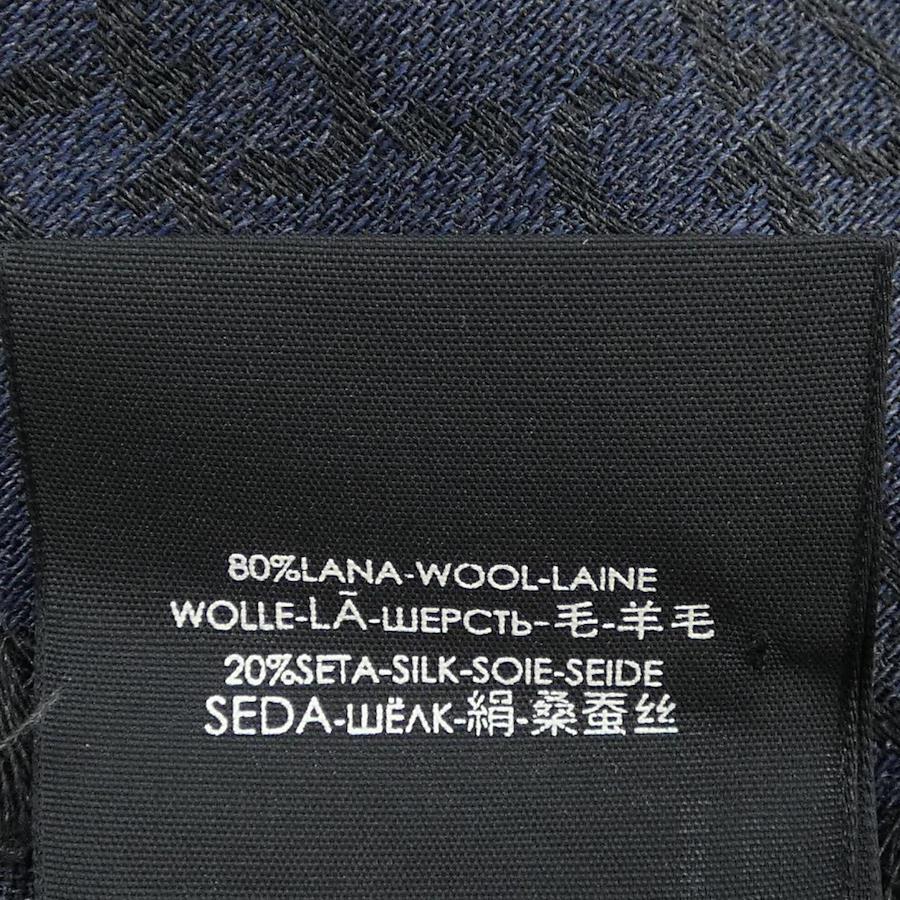 80%LANA-WOOL-LAINE
WOLLE-LĀ-ШЕРСТЬ-毛-羊毛
20%SETA-SILK-SOIE-SEIDE
SEDA-ШЁЛК-絹-桑蚕丝